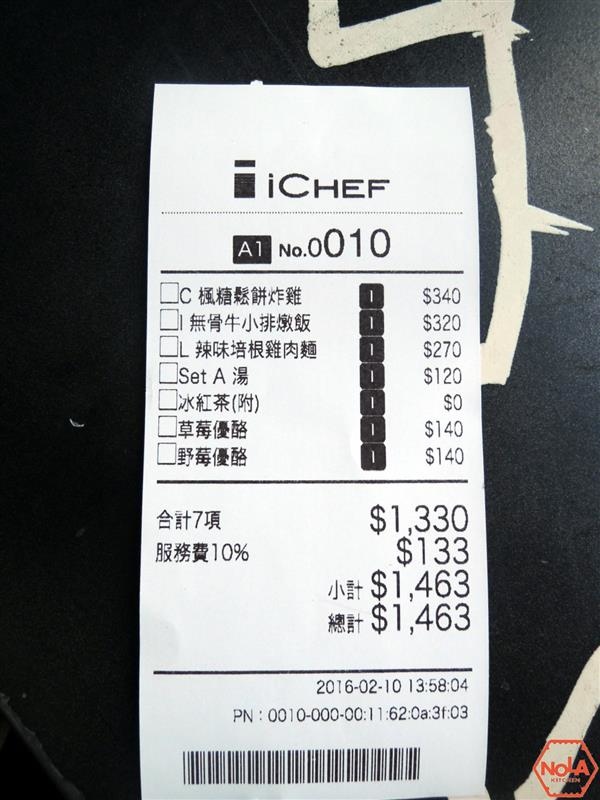 iCHEF
A1 No.0010
C 楓糖鬆餅炸雞 1 $340
I 無骨牛小排燉飯 1 $320
L 辣味培根雞肉麵 1 $270
Set A 湯 1 $120
冰紅茶(附) 1 $0
草莓優酪 1 $140
野莓優酪 1 $140
合計7項 $1,330
服務費10% $133
小計 $1,463
總計 $1,463
2016-02-10 13:58:04
PN : 0010-000-00:11:62:0a:3f:03
NOLA
KITCHEN